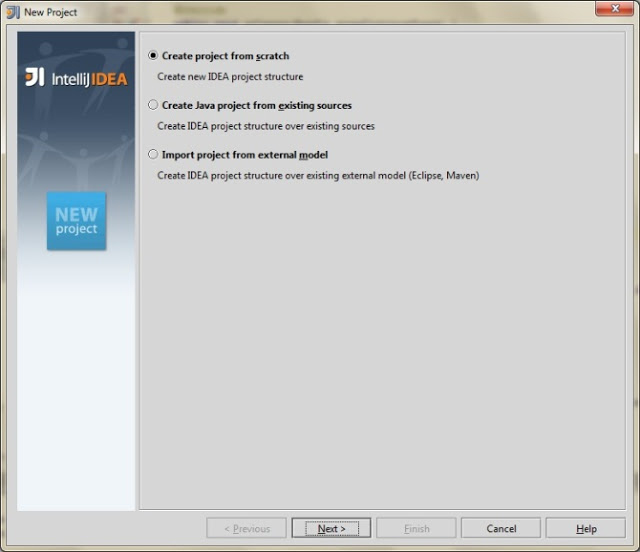 New Project
IntelliJIDEA
NEW
project
Create project from scratch
Create new IDEA project structure
Create Java project from existing sources
Create IDEA project structure over existing sources
Import project from external model
Create IDEA project structure over existing external model (Eclipse, Maven)
< Previous
Next >
Finish
Cancel
Help